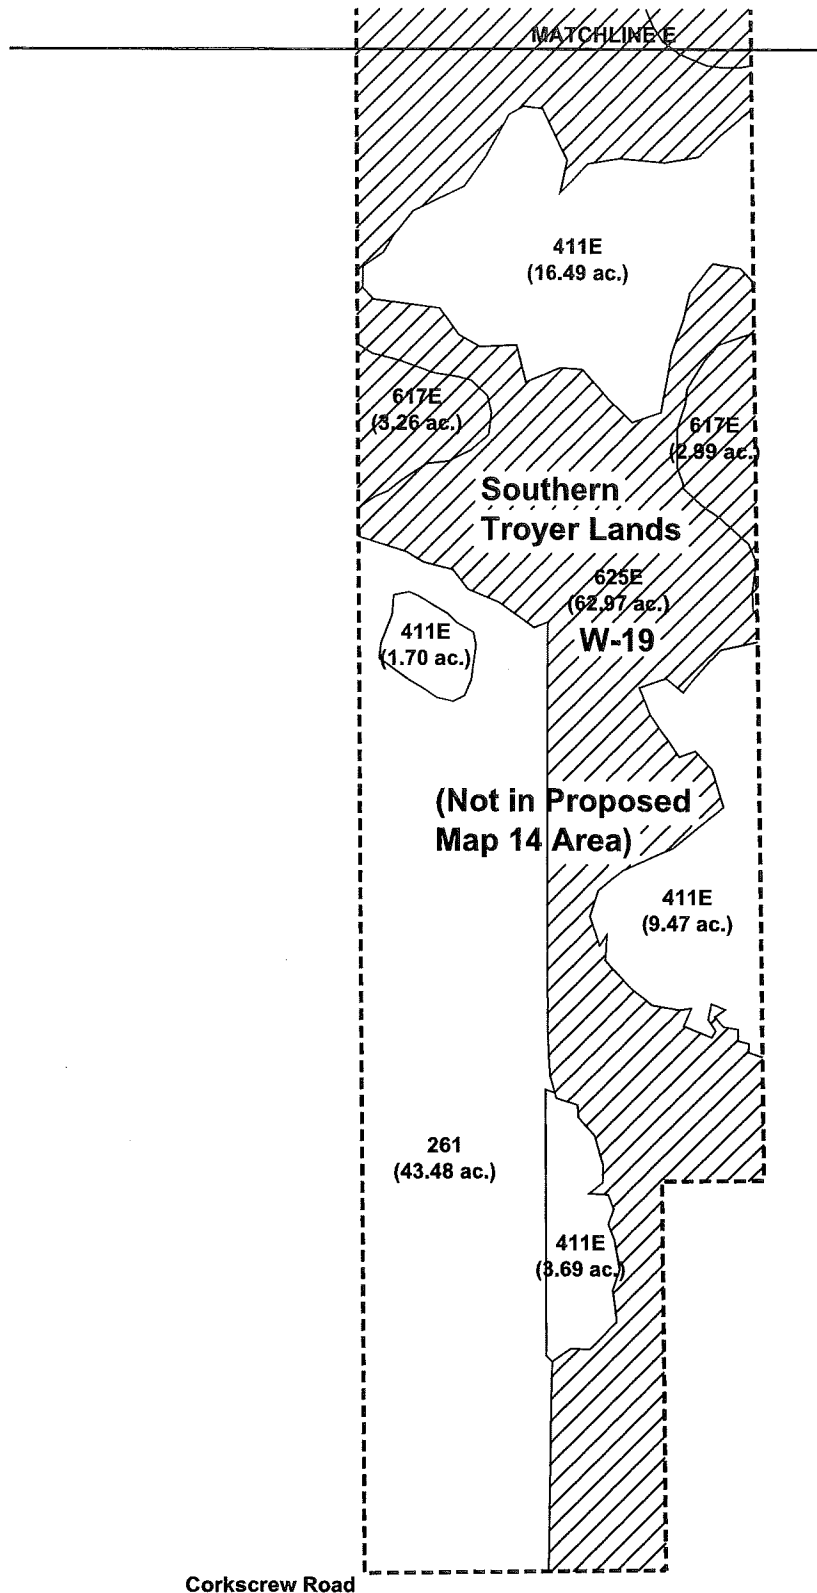 MATCHLINE E
411E
(16.49 ac.)
617E
(3.26 ac.)
617E
(2.99 ac.)
Southern
Troyer Lands
625E
(62.97 ac.)
W-19
411E
(1.70 ac.)
(Not in Proposed
Map 14 Area)
411E
(9.47 ac.)
261
(43.48 ac.)
411E
(3.69 ac.)
Corkscrew Road